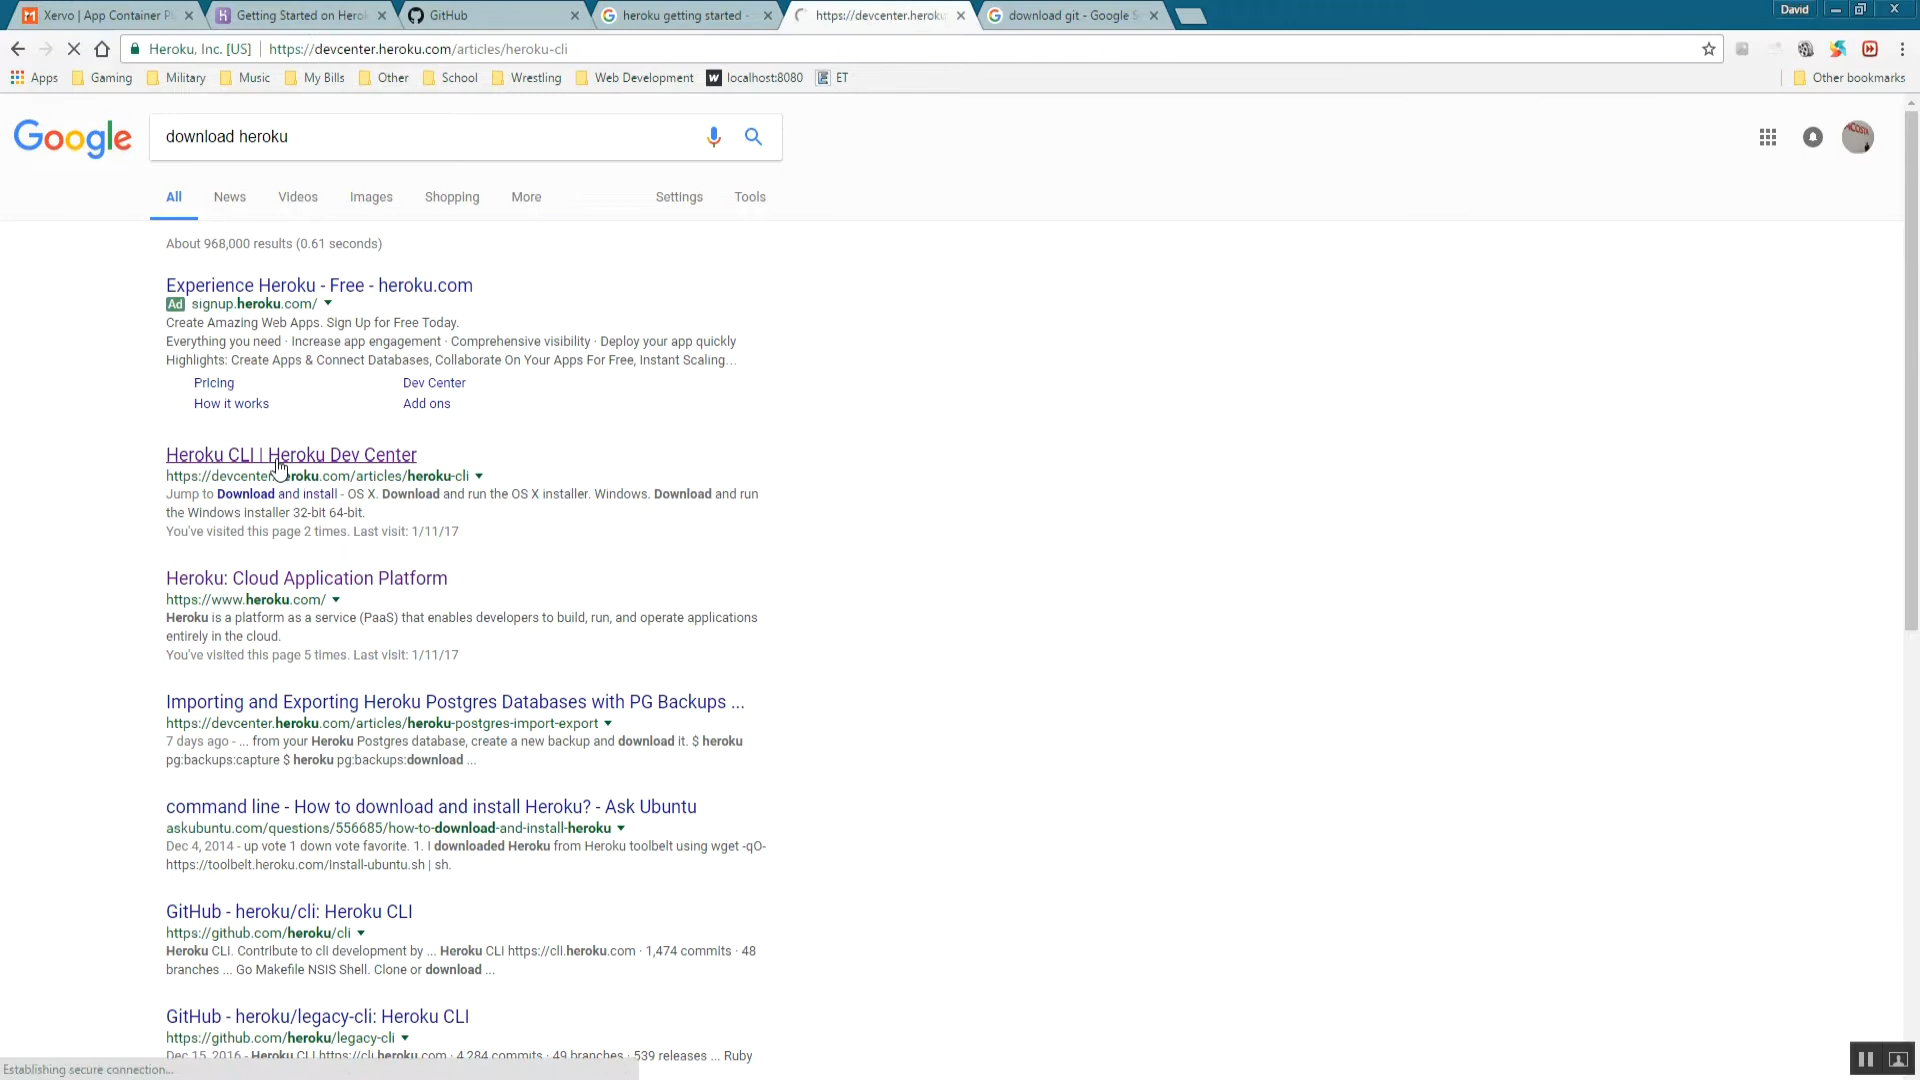 Xervo | App Container Pl
Getting Started on Herok
GitHub
heroku getting started -
https://devcenter.heroku
download git - Google S
David
Heroku, Inc. [US]
https://devcenter.heroku.com/articles/heroku-cli
Apps
Gaming
Military
Music
My Bills
Other
School
Wrestling
Web Development
localhost:8080
ET
Other bookmarks
Google
download heroku
All
News
Videos
Images
Shopping
More
Settings
Tools
About 968,000 results (0.61 seconds)
Experience Heroku - Free - heroku.com
Ad signup.heroku.com/
Create Amazing Web Apps. Sign Up for Free Today.
Everything you need · Increase app engagement · Comprehensive visibility · Deploy your app quickly
Highlights: Create Apps & Connect Databases, Collaborate On Your Apps For Free, Instant Scaling...
Pricing
Dev Center
How it works
Add ons
Heroku CLI | Heroku Dev Center
https://devcenter.heroku.com/articles/heroku-cli
Jump to Download and install - OS X. Download and run the OS X installer. Windows. Download and run
the Windows installer 32-bit 64-bit.
You've visited this page 2 times. Last visit: 1/11/17
Heroku: Cloud Application Platform
https://www.heroku.com/
Heroku is a platform as a service (PaaS) that enables developers to build, run, and operate applications
entirely in the cloud.
You've visited this page 5 times. Last visit: 1/11/17
Importing and Exporting Heroku Postgres Databases with PG Backups ...
https://devcenter.heroku.com/articles/heroku-postgres-import-export
7 days ago - ... from your Heroku Postgres database, create a new backup and download it. $ heroku
pg:backups:capture $ heroku pg:backups:download ...
command line - How to download and install Heroku? - Ask Ubuntu
askubuntu.com/questions/556685/how-to-download-and-install-heroku
Dec 4, 2014 - up vote 1 down vote favorite. 1. I downloaded Heroku from Heroku toolbelt using wget -qO-
https://toolbelt.heroku.com/install-ubuntu.sh | sh.
GitHub - heroku/cli: Heroku CLI
https://github.com/heroku/cli
Heroku CLI. Contribute to cli development by ... Heroku CLI https://cli.heroku.com · 1,474 commits · 48
branches ... Go Makefile NSIS Shell. Clone or download ...
GitHub - heroku/legacy-cli: Heroku CLI
https://github.com/heroku/legacy-cli
Dec 15, 2016 - Heroku CLI https://cli.heroku.com · 4,284 commits · 49 branches · 539 releases ... Ruby
Establishing secure connection...